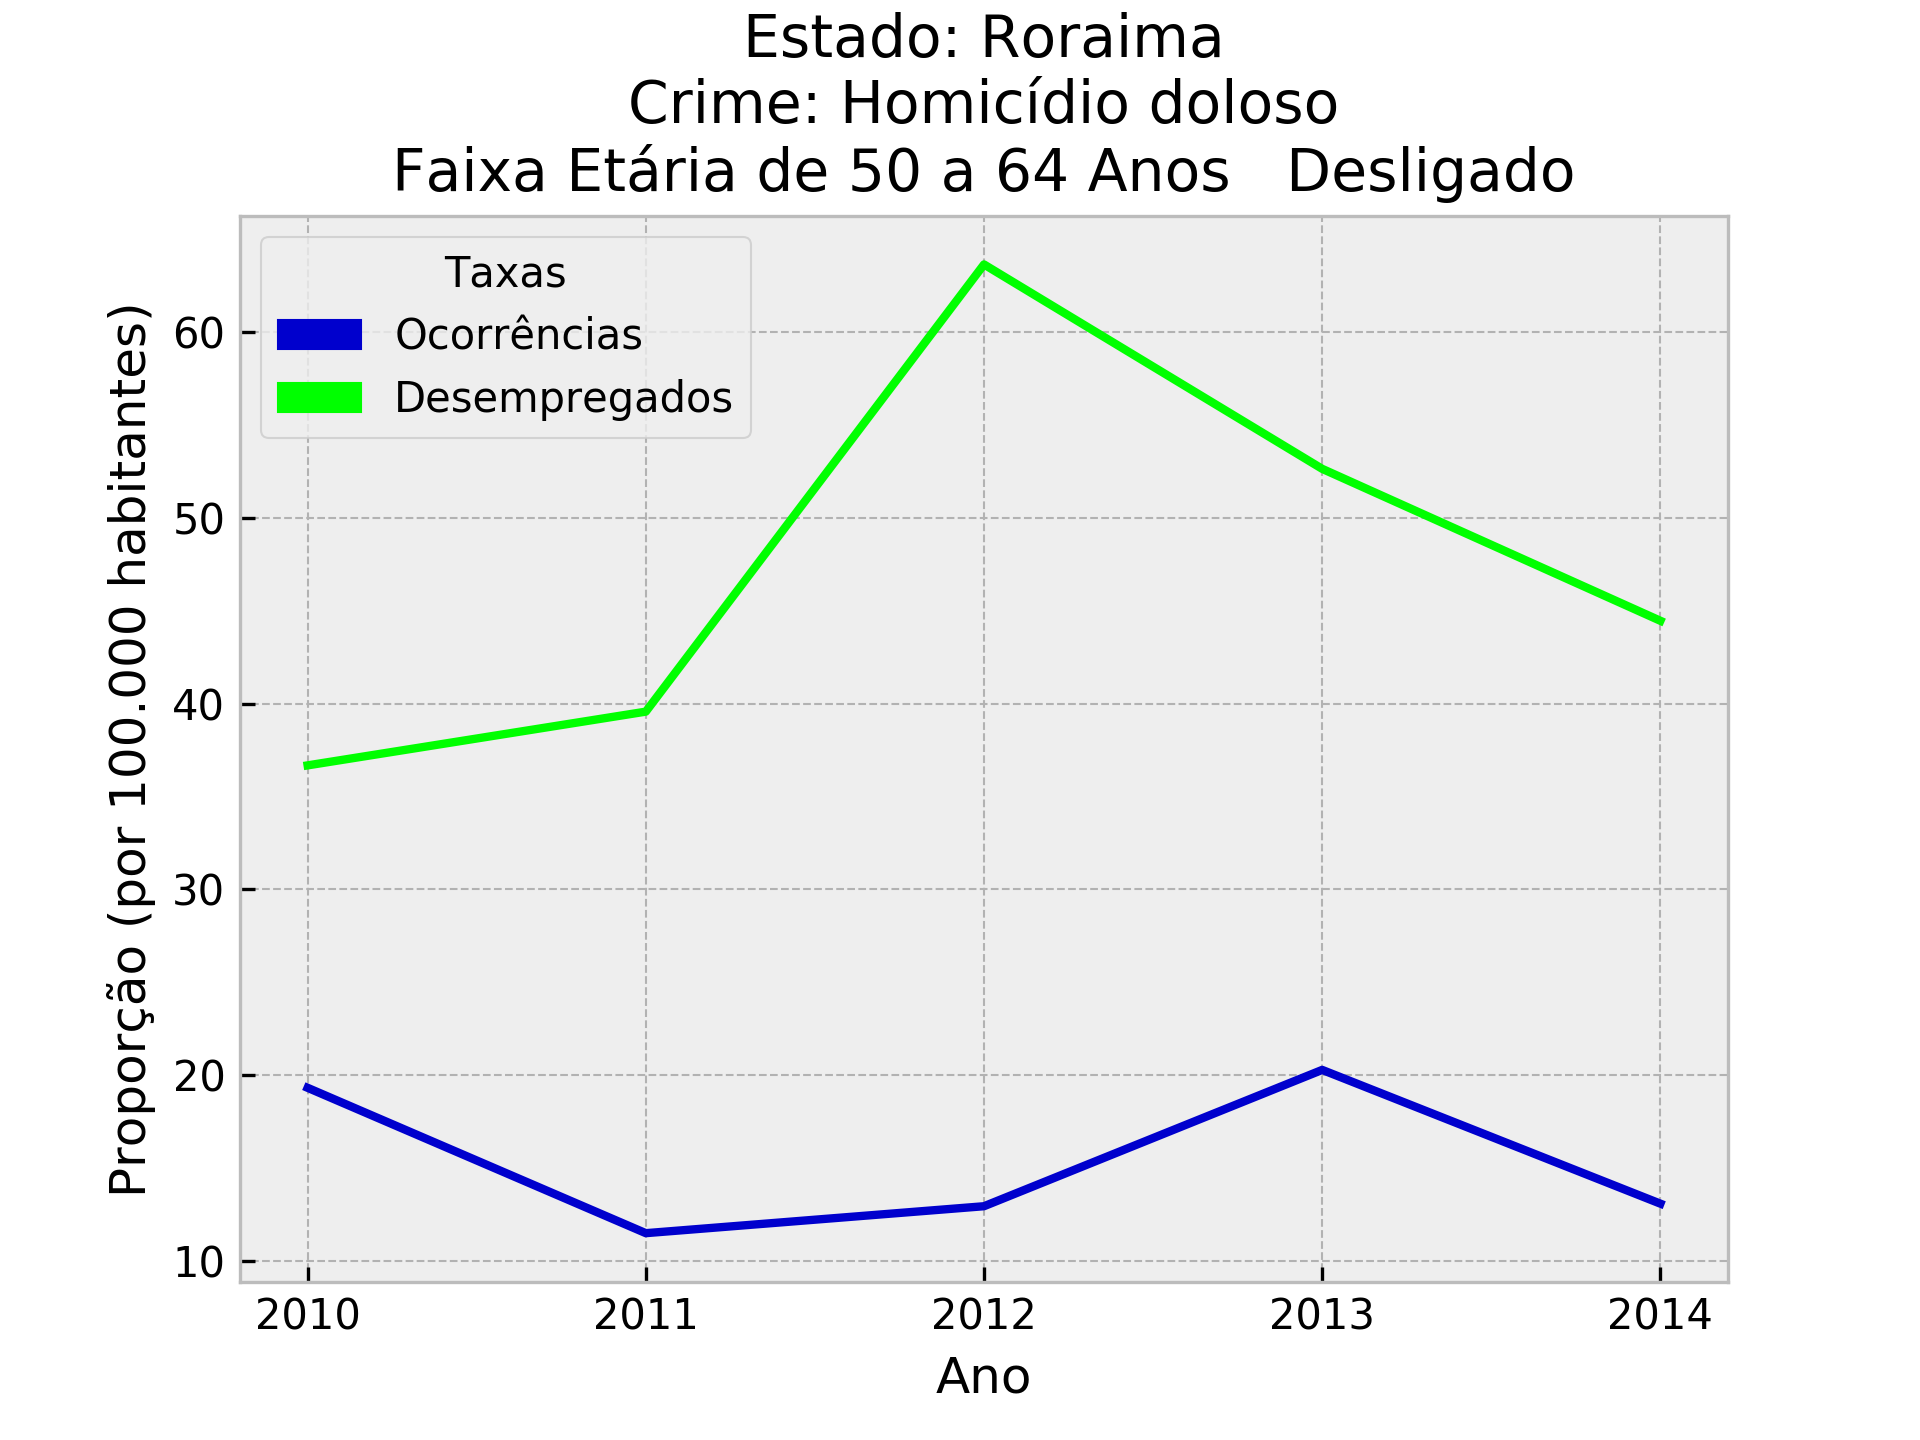 Estado: Roraima
Crime: Homicídio doloso
Faixa Etária de 50 a 64 Anos   Desligado
Taxas
Ocorrências
Desempregados
Proporção (por 100.000 habitantes)
60
50
40
30
20
10
2010 2011 2012 2013 2014
Ano